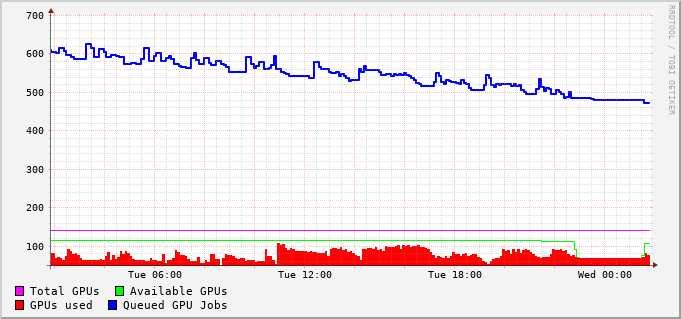 700
600
500
400
300
200
100
Tue 06:00 Tue 12:00 Tue 18:00 Wed 00:00
Total GPUs Available GPUs
GPUs used Queued GPU Jobs
RRDTOOL / TOBI OETIKER